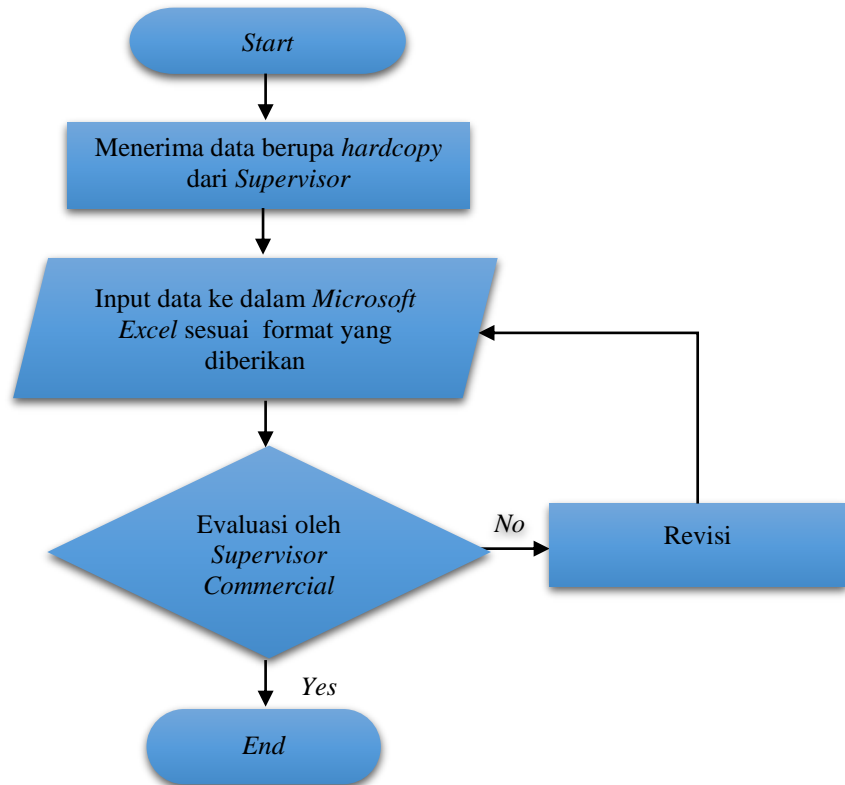 Start
Menerima data berupa hardcopy
dari Supervisor
Input data ke dalam Microsoft
Excel sesuai format yang
diberikan
Evaluasi oleh
Supervisor
Commercial
No
Revisi
Yes
End